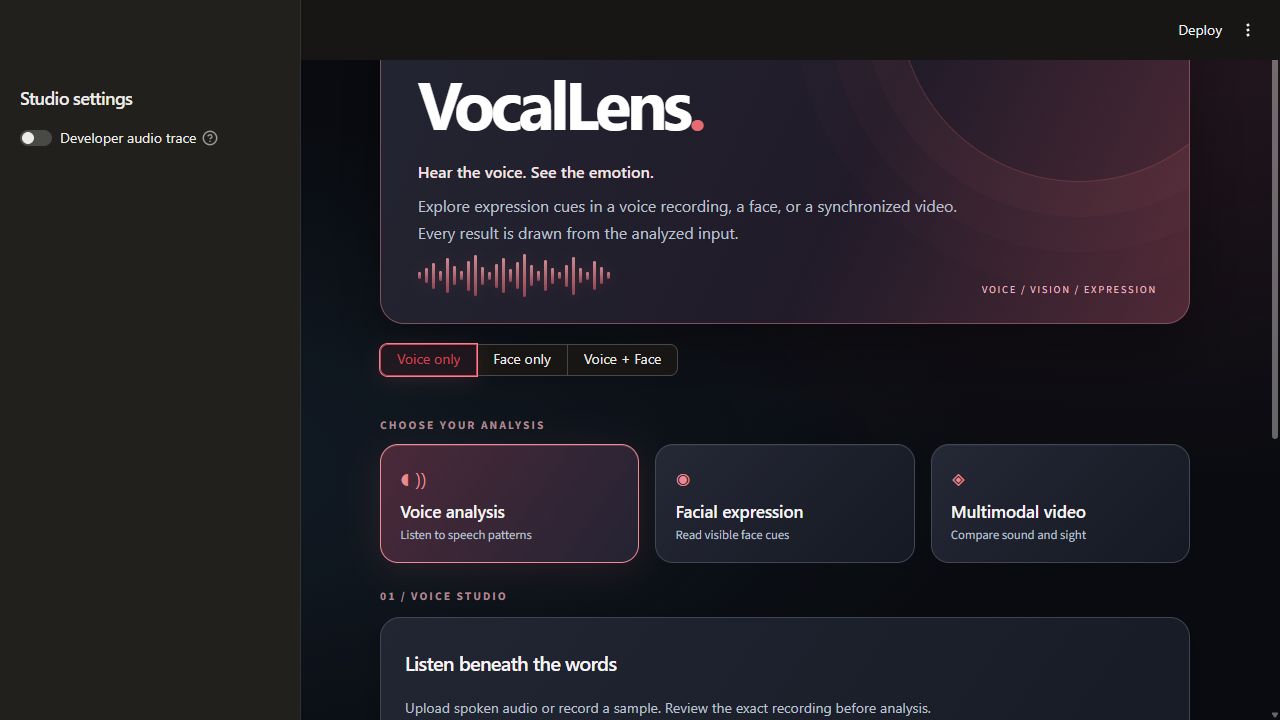 Deploy
Studio settings
Developer audio trace
VocalLens.
Hear the voice. See the emotion.
Explore expression cues in a voice recording, a face, or a synchronized video.
Every result is drawn from the analyzed input.
VOICE / VISION / EXPRESSION
Voice only
Face only
Voice + Face
CHOOSE YOUR ANALYSIS
Voice analysis
Listen to speech patterns
Facial expression
Read visible face cues
Multimodal video
Compare sound and sight
01 / VOICE STUDIO
Listen beneath the words
Upload spoken audio or record a sample. Review the exact recording before analysis.